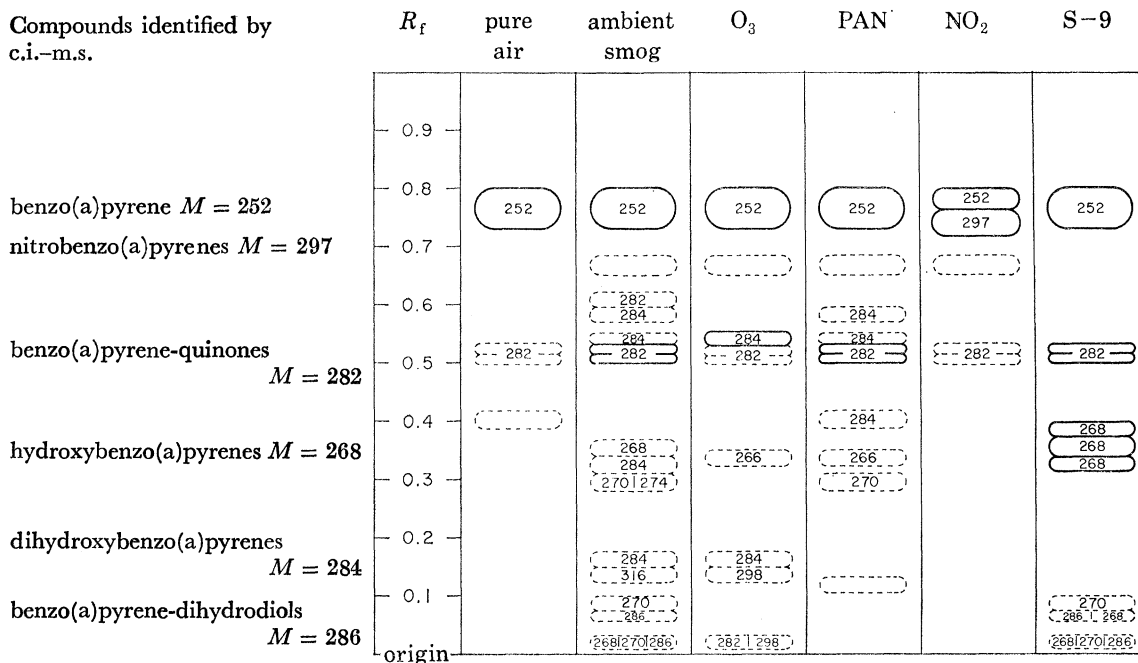 Compounds identified by
c.i.–m.s.
Rf
pure
air
ambient
smog
O3
PAN
NO2
S−9
0.9
benzo(a)pyrene M = 252
0.8
252
252
252
252
252
297
252
nitrobenzo(a)pyrenes M = 297
0.7
0.6
282
284
284
benzo(a)pyrene-quinones
M = 282
0.5
282
284
282
284
282
284
282
282
282
0.4
284
hydroxybenzo(a)pyrenes M = 268
0.3
268
284
270 | 274
266
266
270
268
268
268
dihydroxybenzo(a)pyrenes
M = 284
0.2
284
316
284
298
benzo(a)pyrene-dihydrodiols
M = 286
0.1
270
286
268|270|286
282 | 298
270
286 | 268
268|270|286
origin